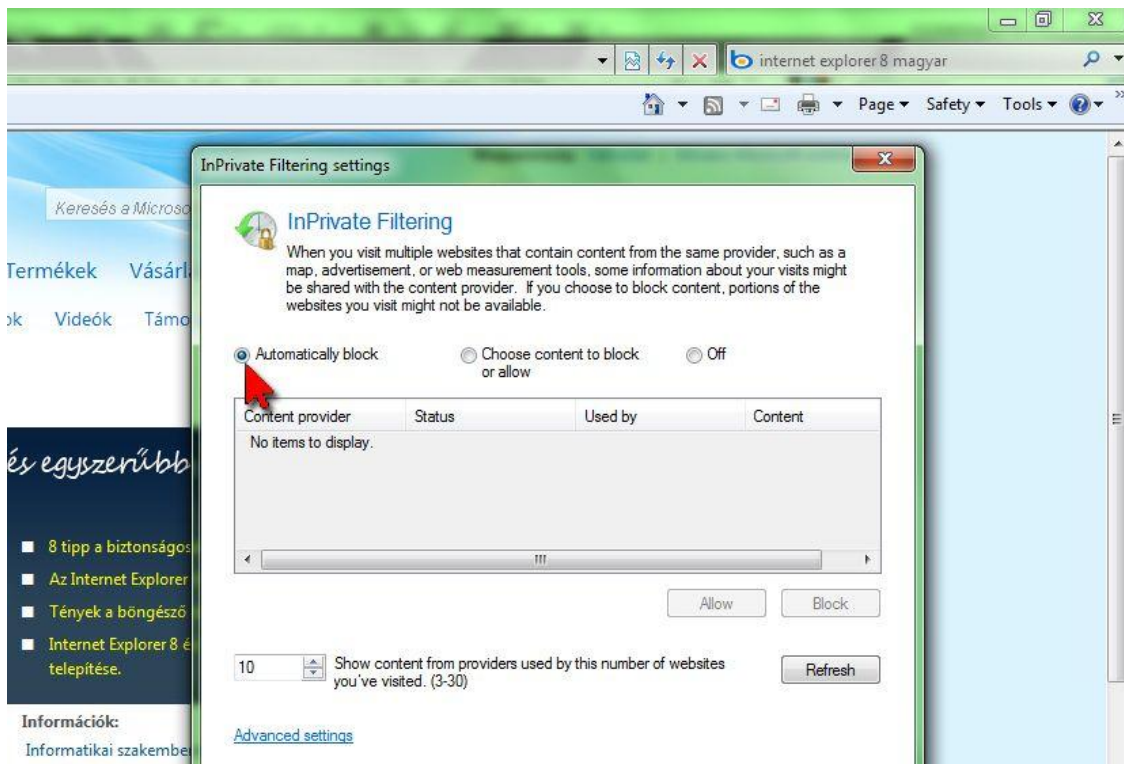 internet explorer 8 magyar
Page Safety Tools
InPrivate Filtering settings
Keresés a
InPrivate Filtering
When you visit multiple websites that contain content from the same provider, such as a
map, advertisement, or web measurement tools, some information about your visits might
be shared with the content provider. If you choose to block content, portions of the
websites you visit might not be available.
Termékek
Videók
Automatically block
Choose content to block
or allow
Off
Content provider Status Used by Content
No items to display.
és egyszerűbb
8 tipp a
Az Internet Explorer
Tények a böngésző
Internet Explorer 8
telepítése.
Allow Block
10
Show content from providers used by this number of websites
you've visited. (3-30)
Refresh
Információk:
Informatikai
Advanced settings